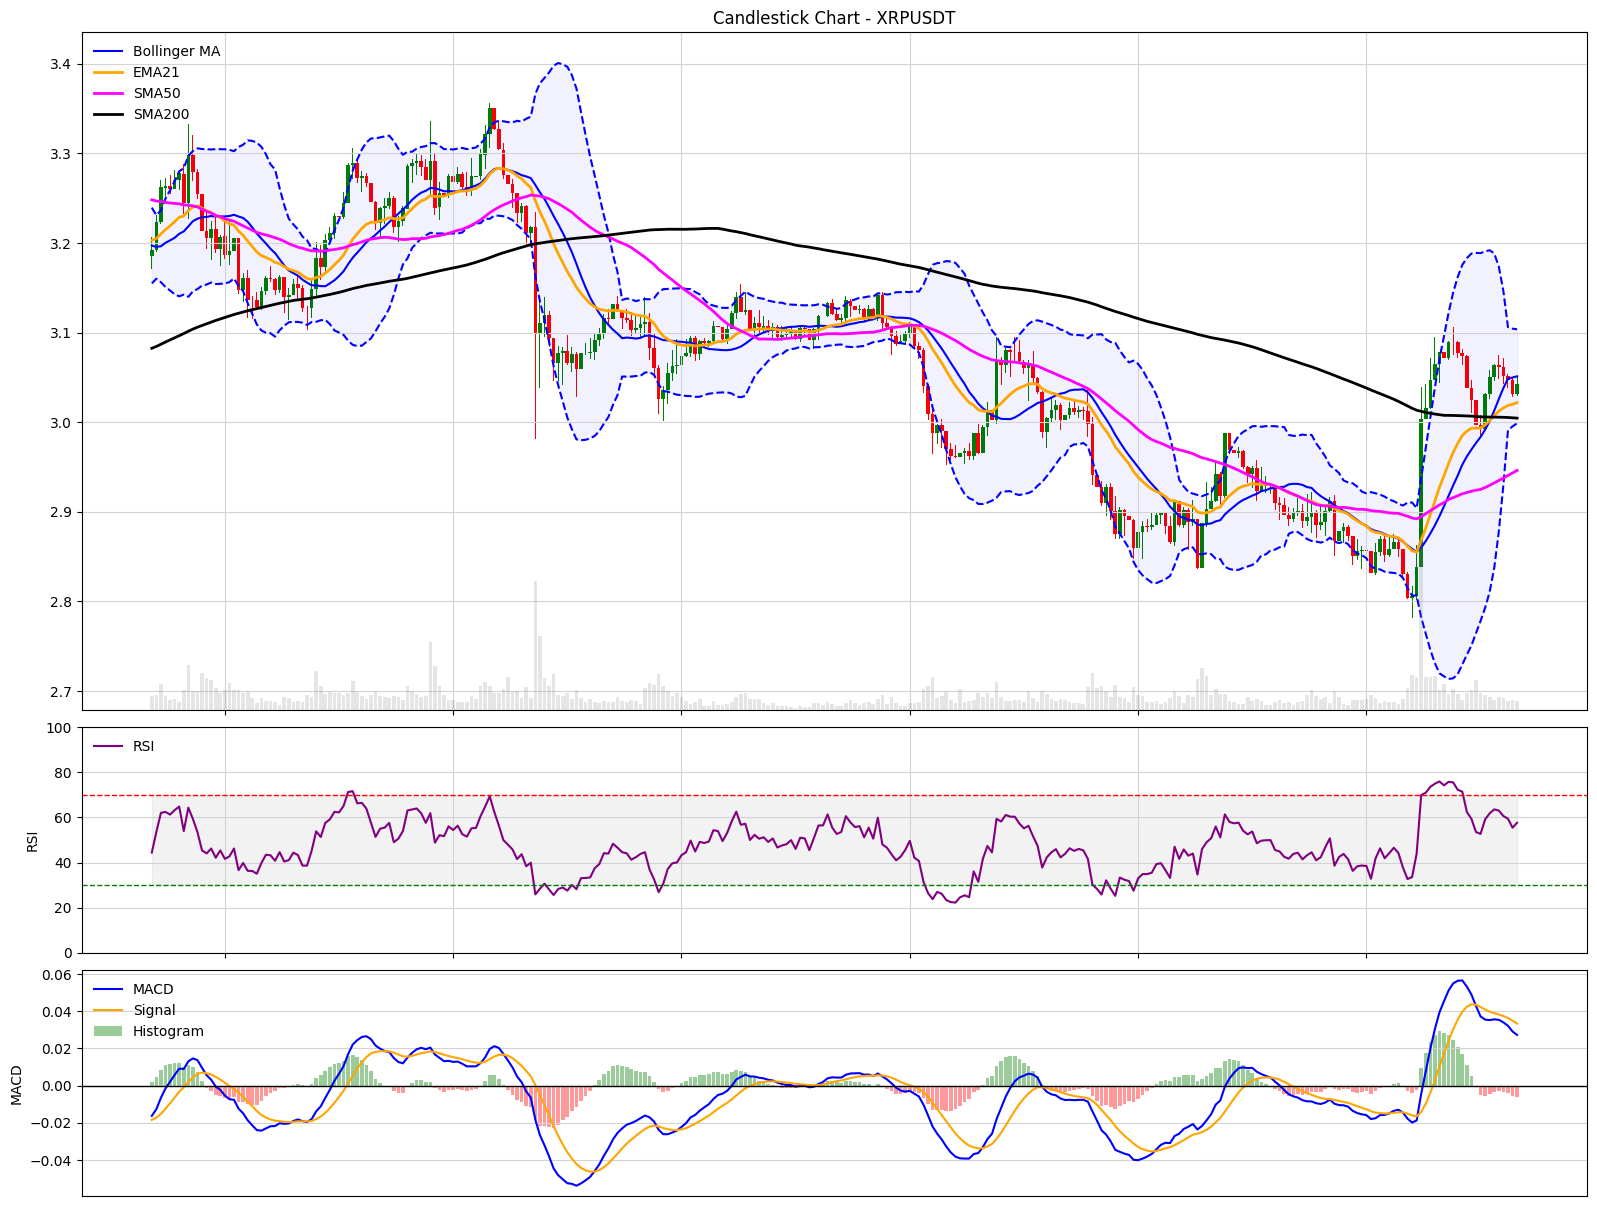 Candlestick Chart - XRPUSDT
Bollinger MA
EMA21
SMA50
SMA200
3.4
3.3
3.2
3.1
3.0
2.9
2.8
2.7
RSI
RSI
100
80
60
40
20
0
MACD
Signal
Histogram
MACD
0.06
0.04
0.02
0.00
−0.02
−0.04